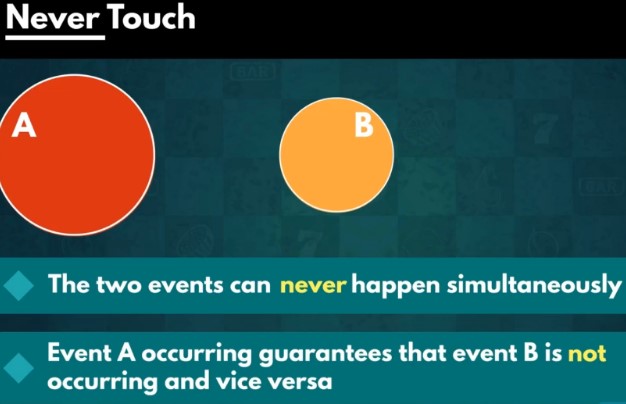 Never Touch
A
B
The two events can never happen simultaneously
Event A occurring guarantees that event B is not
occurring and vice versa